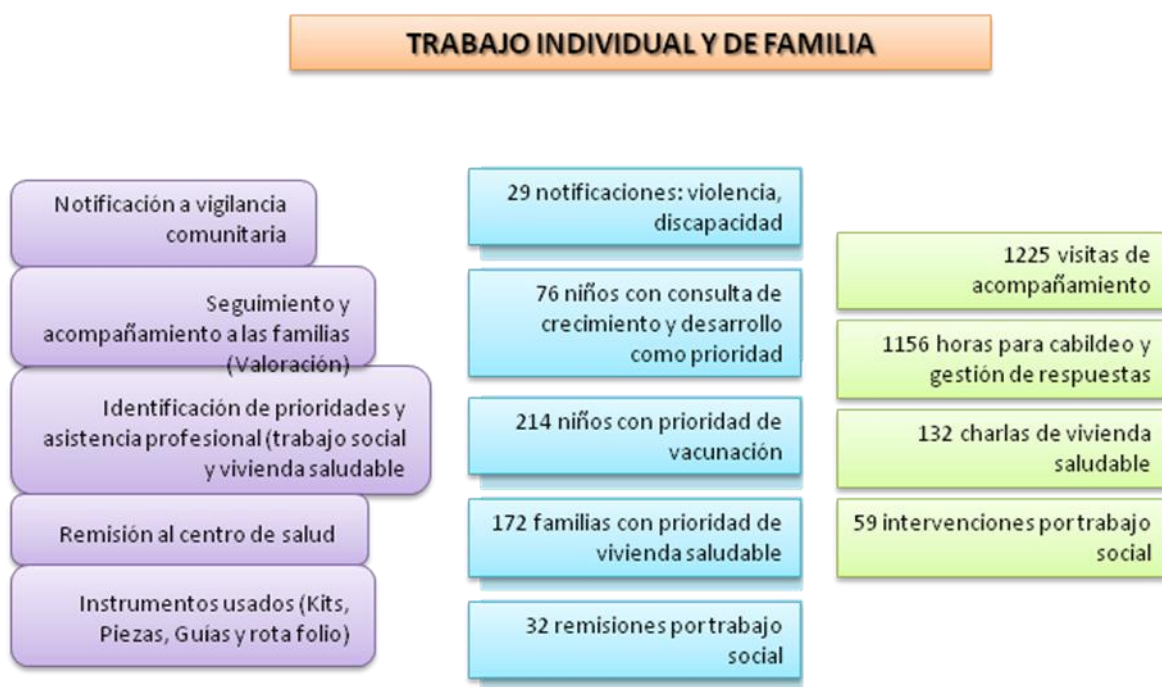 TRABAJO INDIVIDUAL Y DE FAMILIA
Notificación a vigilancia
comunitaria
Seguimiento y
acompañamiento a las familias
(Valoración)
Identificación de prioridades y
asistencia profesional (trabajo social
y vivienda saludable
Remisión al centro de salud
Instrumentos usados (Kits,
Piezas, Guías y rota folio)
29 notificaciones: violencia,
discapacidad
76 niños con consulta de
crecimiento y desarrollo
como prioridad
214 niños con prioridad de
vacunación
172 familias con prioridad de
vivienda saludable
32 remisiones por trabajo
social
1225 visitas de
acompañamiento
1156 horas para cabildeo y
gestión de respuestas
132 charlas de vivienda
saludable
59 intervenciones por trabajo
social